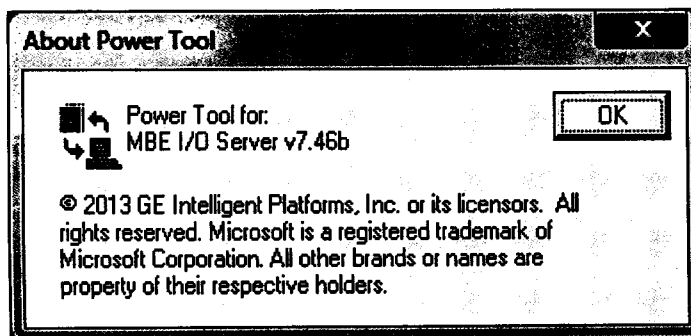 About Power Tool
X
Power Tool for:
MBE I/O Server v7.46b
OK
© 2013 GE Intelligent Platforms, Inc. or its licensors. All
rights reserved. Microsoft is a registered trademark of
Microsoft Corporation. All other brands or names are
property of their respective holders.